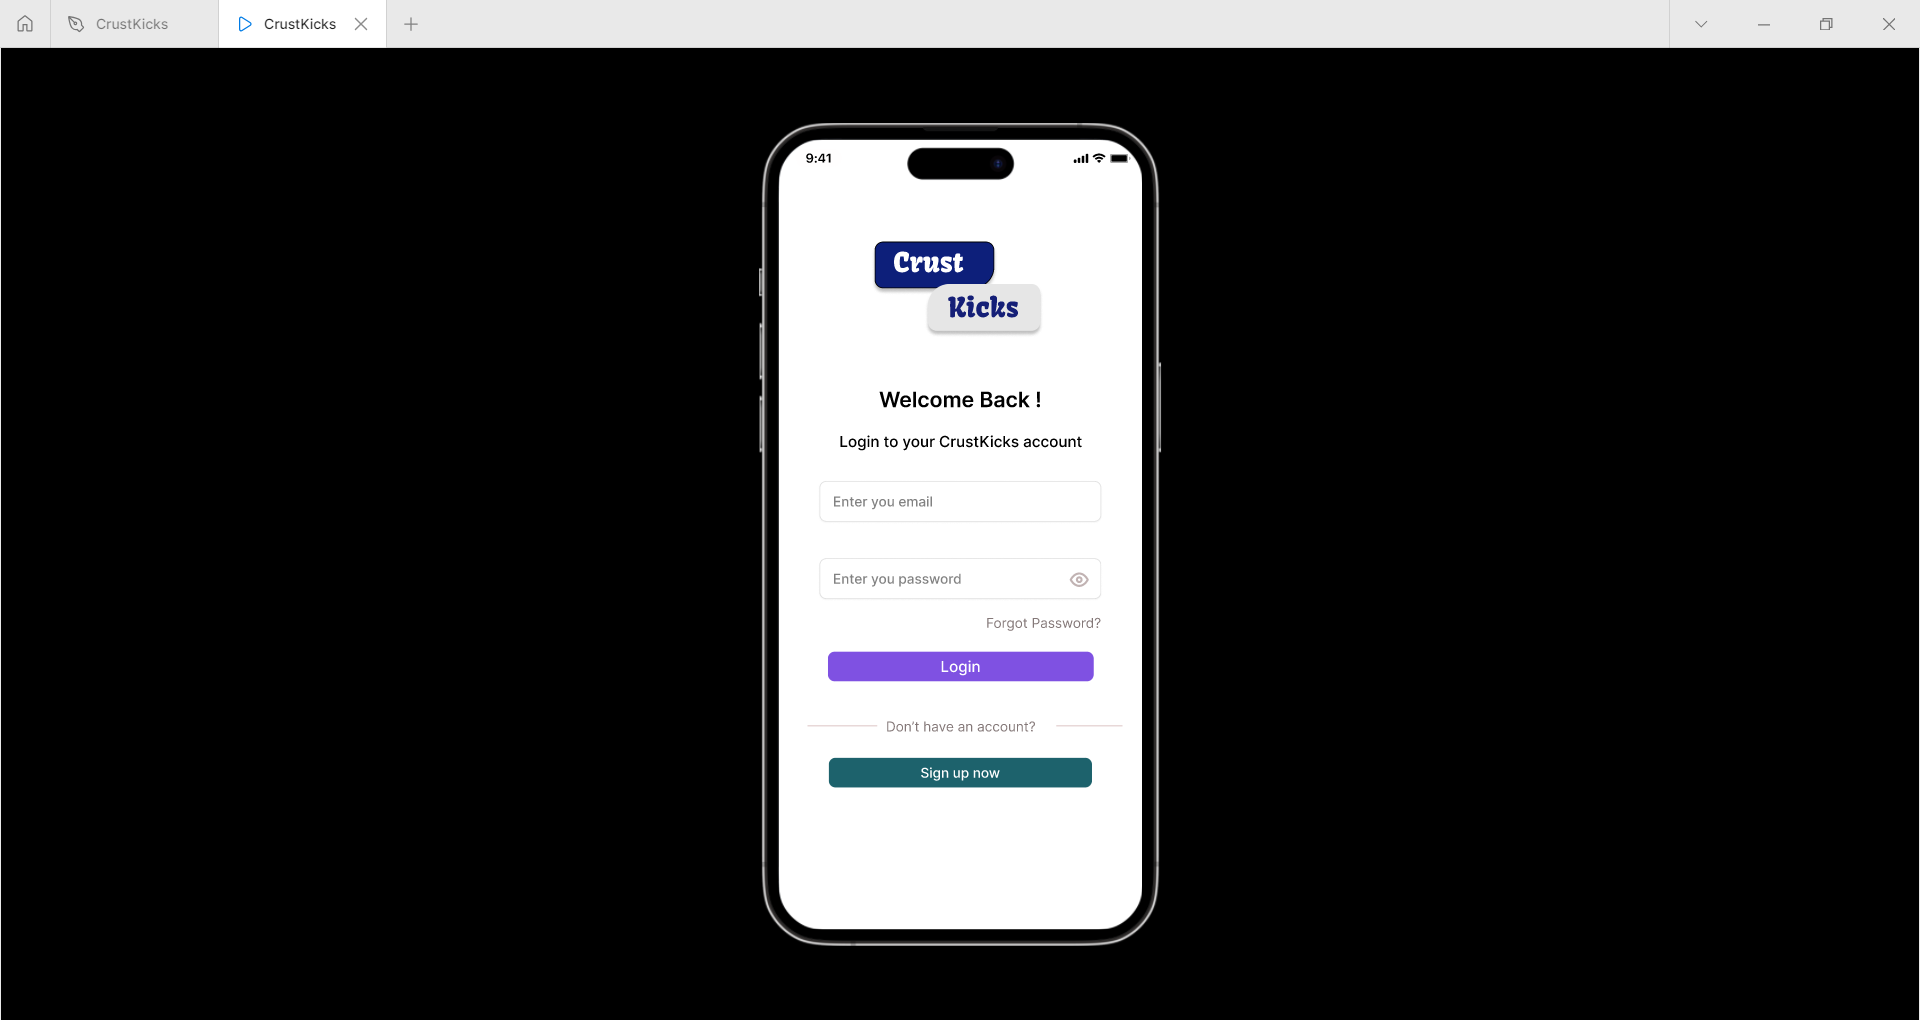 CrustKicks
CrustKicks
9:41
Crust
Kicks
Welcome Back !
Login to your CrustKicks account
Enter you email
Enter you password
Forgot Password?
Login
Don't have an account?
Sign up now